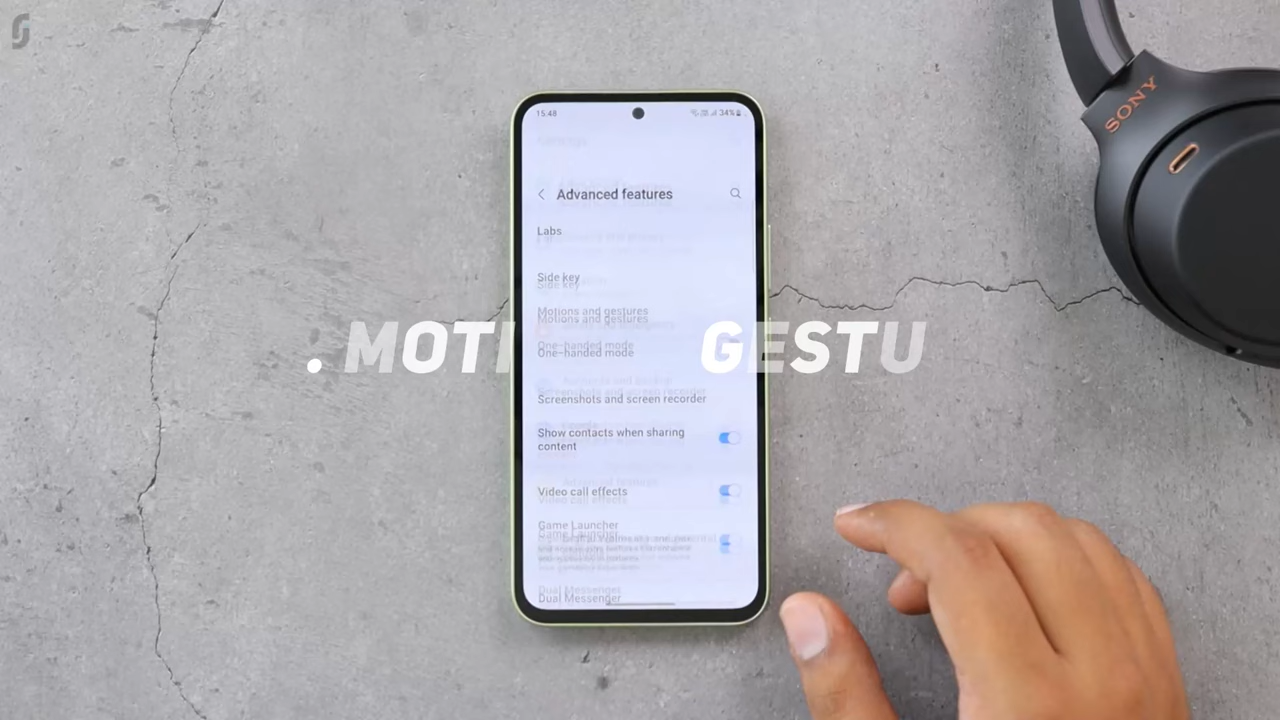 15:48
34%
Advanced features
Labs
Side key
Motions and gestures
One-handed mode
Screenshots and screen recorder
Show contacts when sharing
content
Video call effects
Game Launcher
Dual Messenger
. MOTI GESTU
SONY